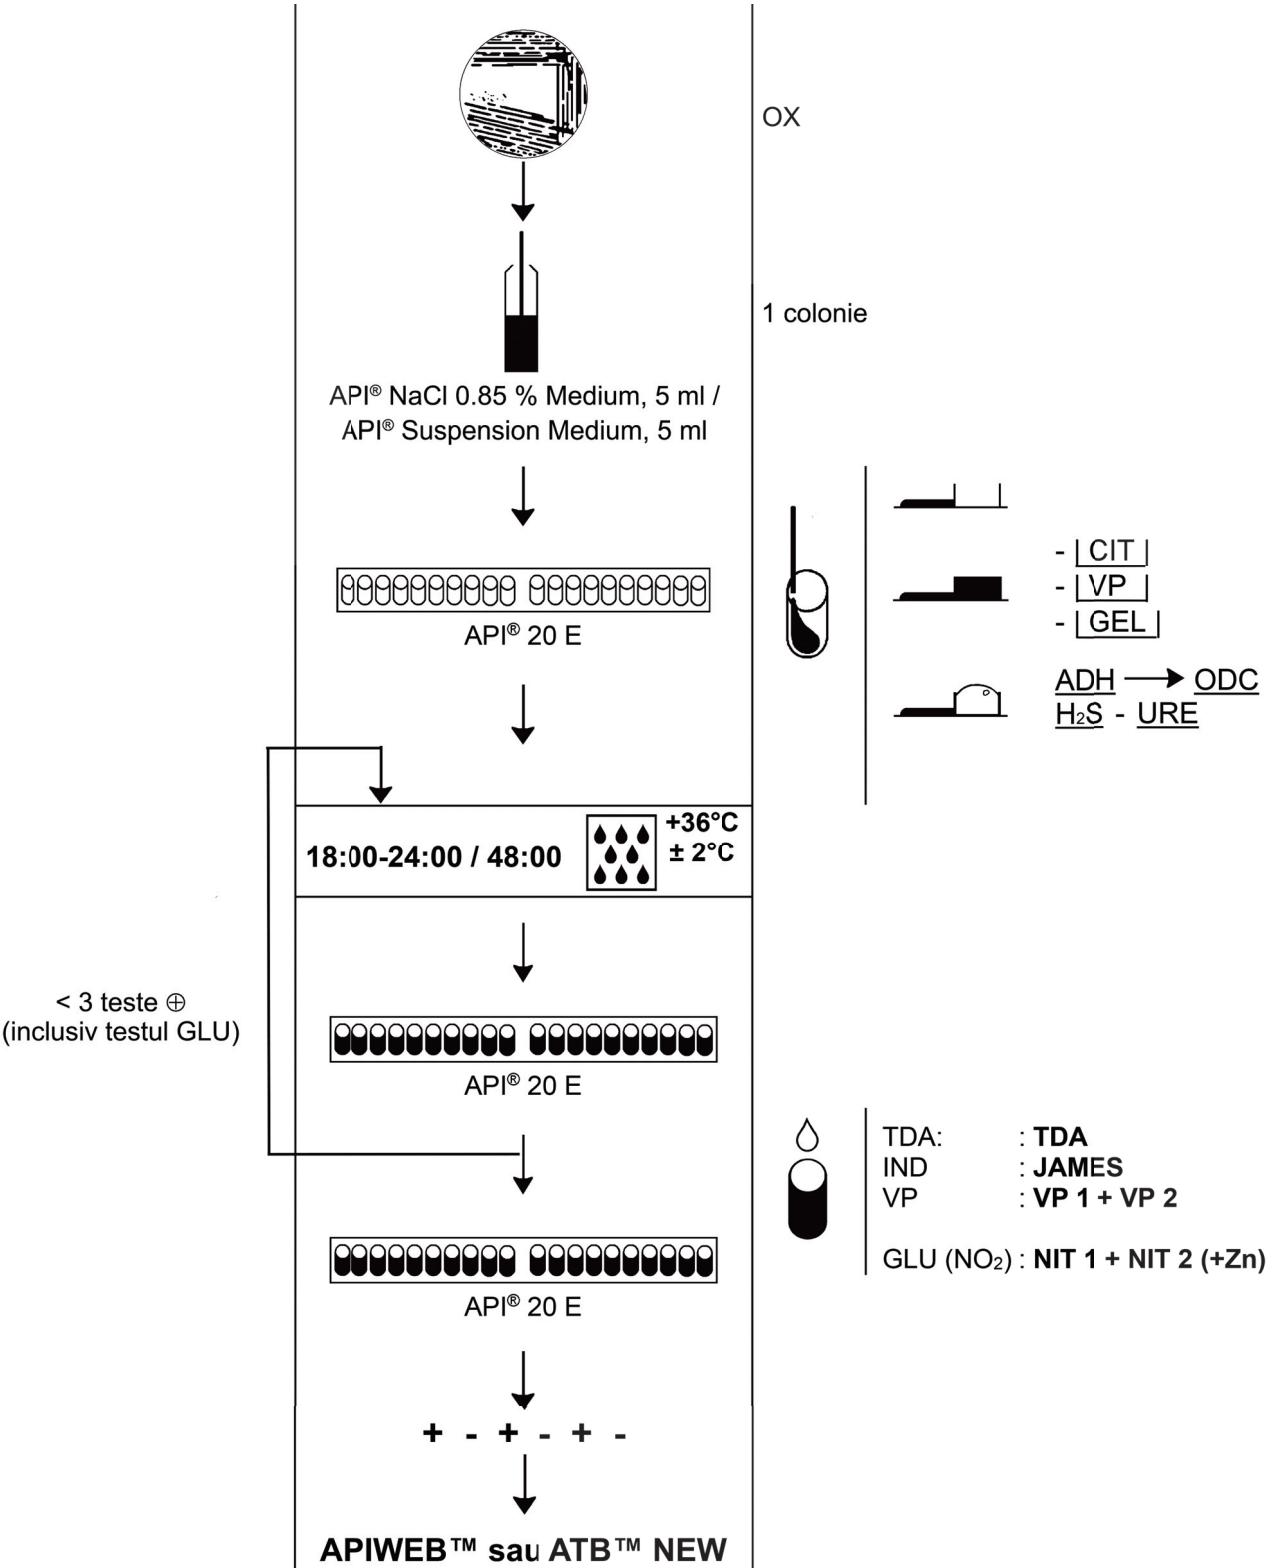 OX
1 colonie
API® NaCl 0.85 % Medium, 5 ml /
API® Suspension Medium, 5 ml
- | CIT |
- | VP |
- | GEL |
API® 20 E
ADH → ODC
H₂S - URE
+36°C
± 2°C
18:00-24:00 / 48:00
< 3 teste ⊕
(inclusiv testul GLU)
API® 20 E
TDA: : TDA
IND : JAMES
VP : VP 1 + VP 2
GLU (NO₂) : NIT 1 + NIT 2 (+Zn)
API® 20 E
+ - + - + -
APIWEB™ sau ATB™ NEW